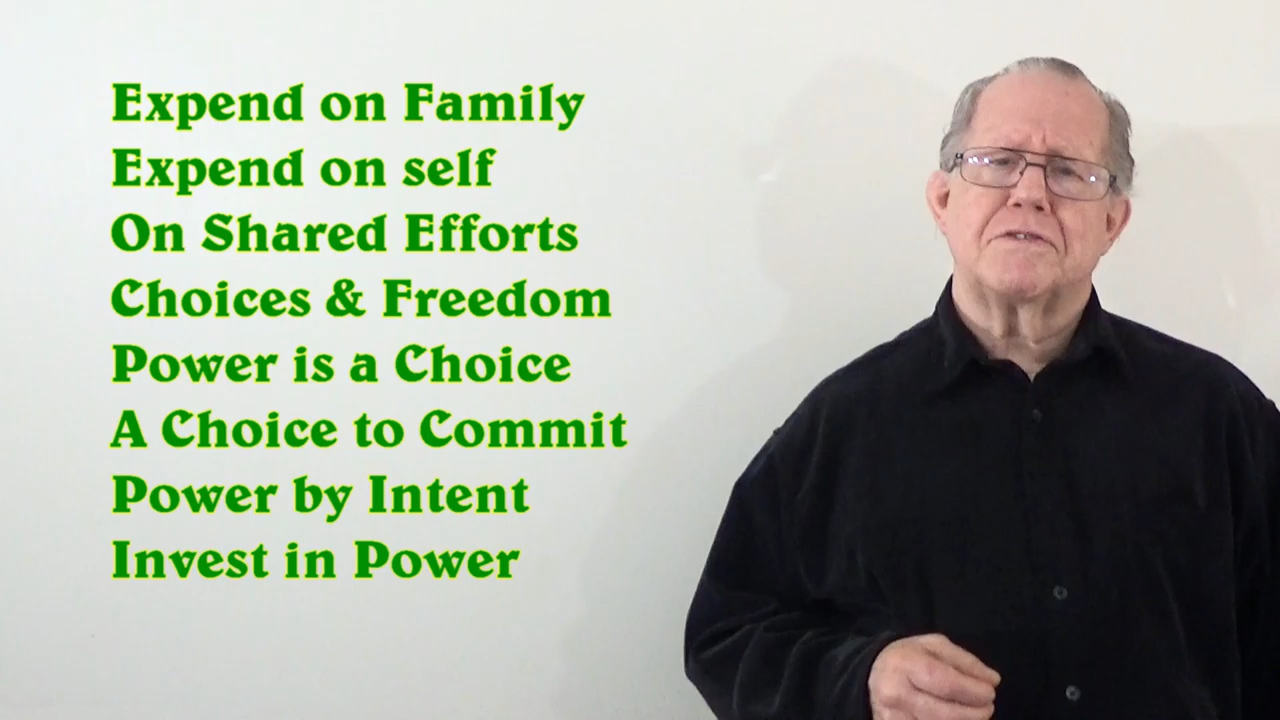 Expend on Family
Expend on self
On Shared Efforts
Choices & Freedom
Power is a Choice
A Choice to Commit
Power by Intent
Invest in Power